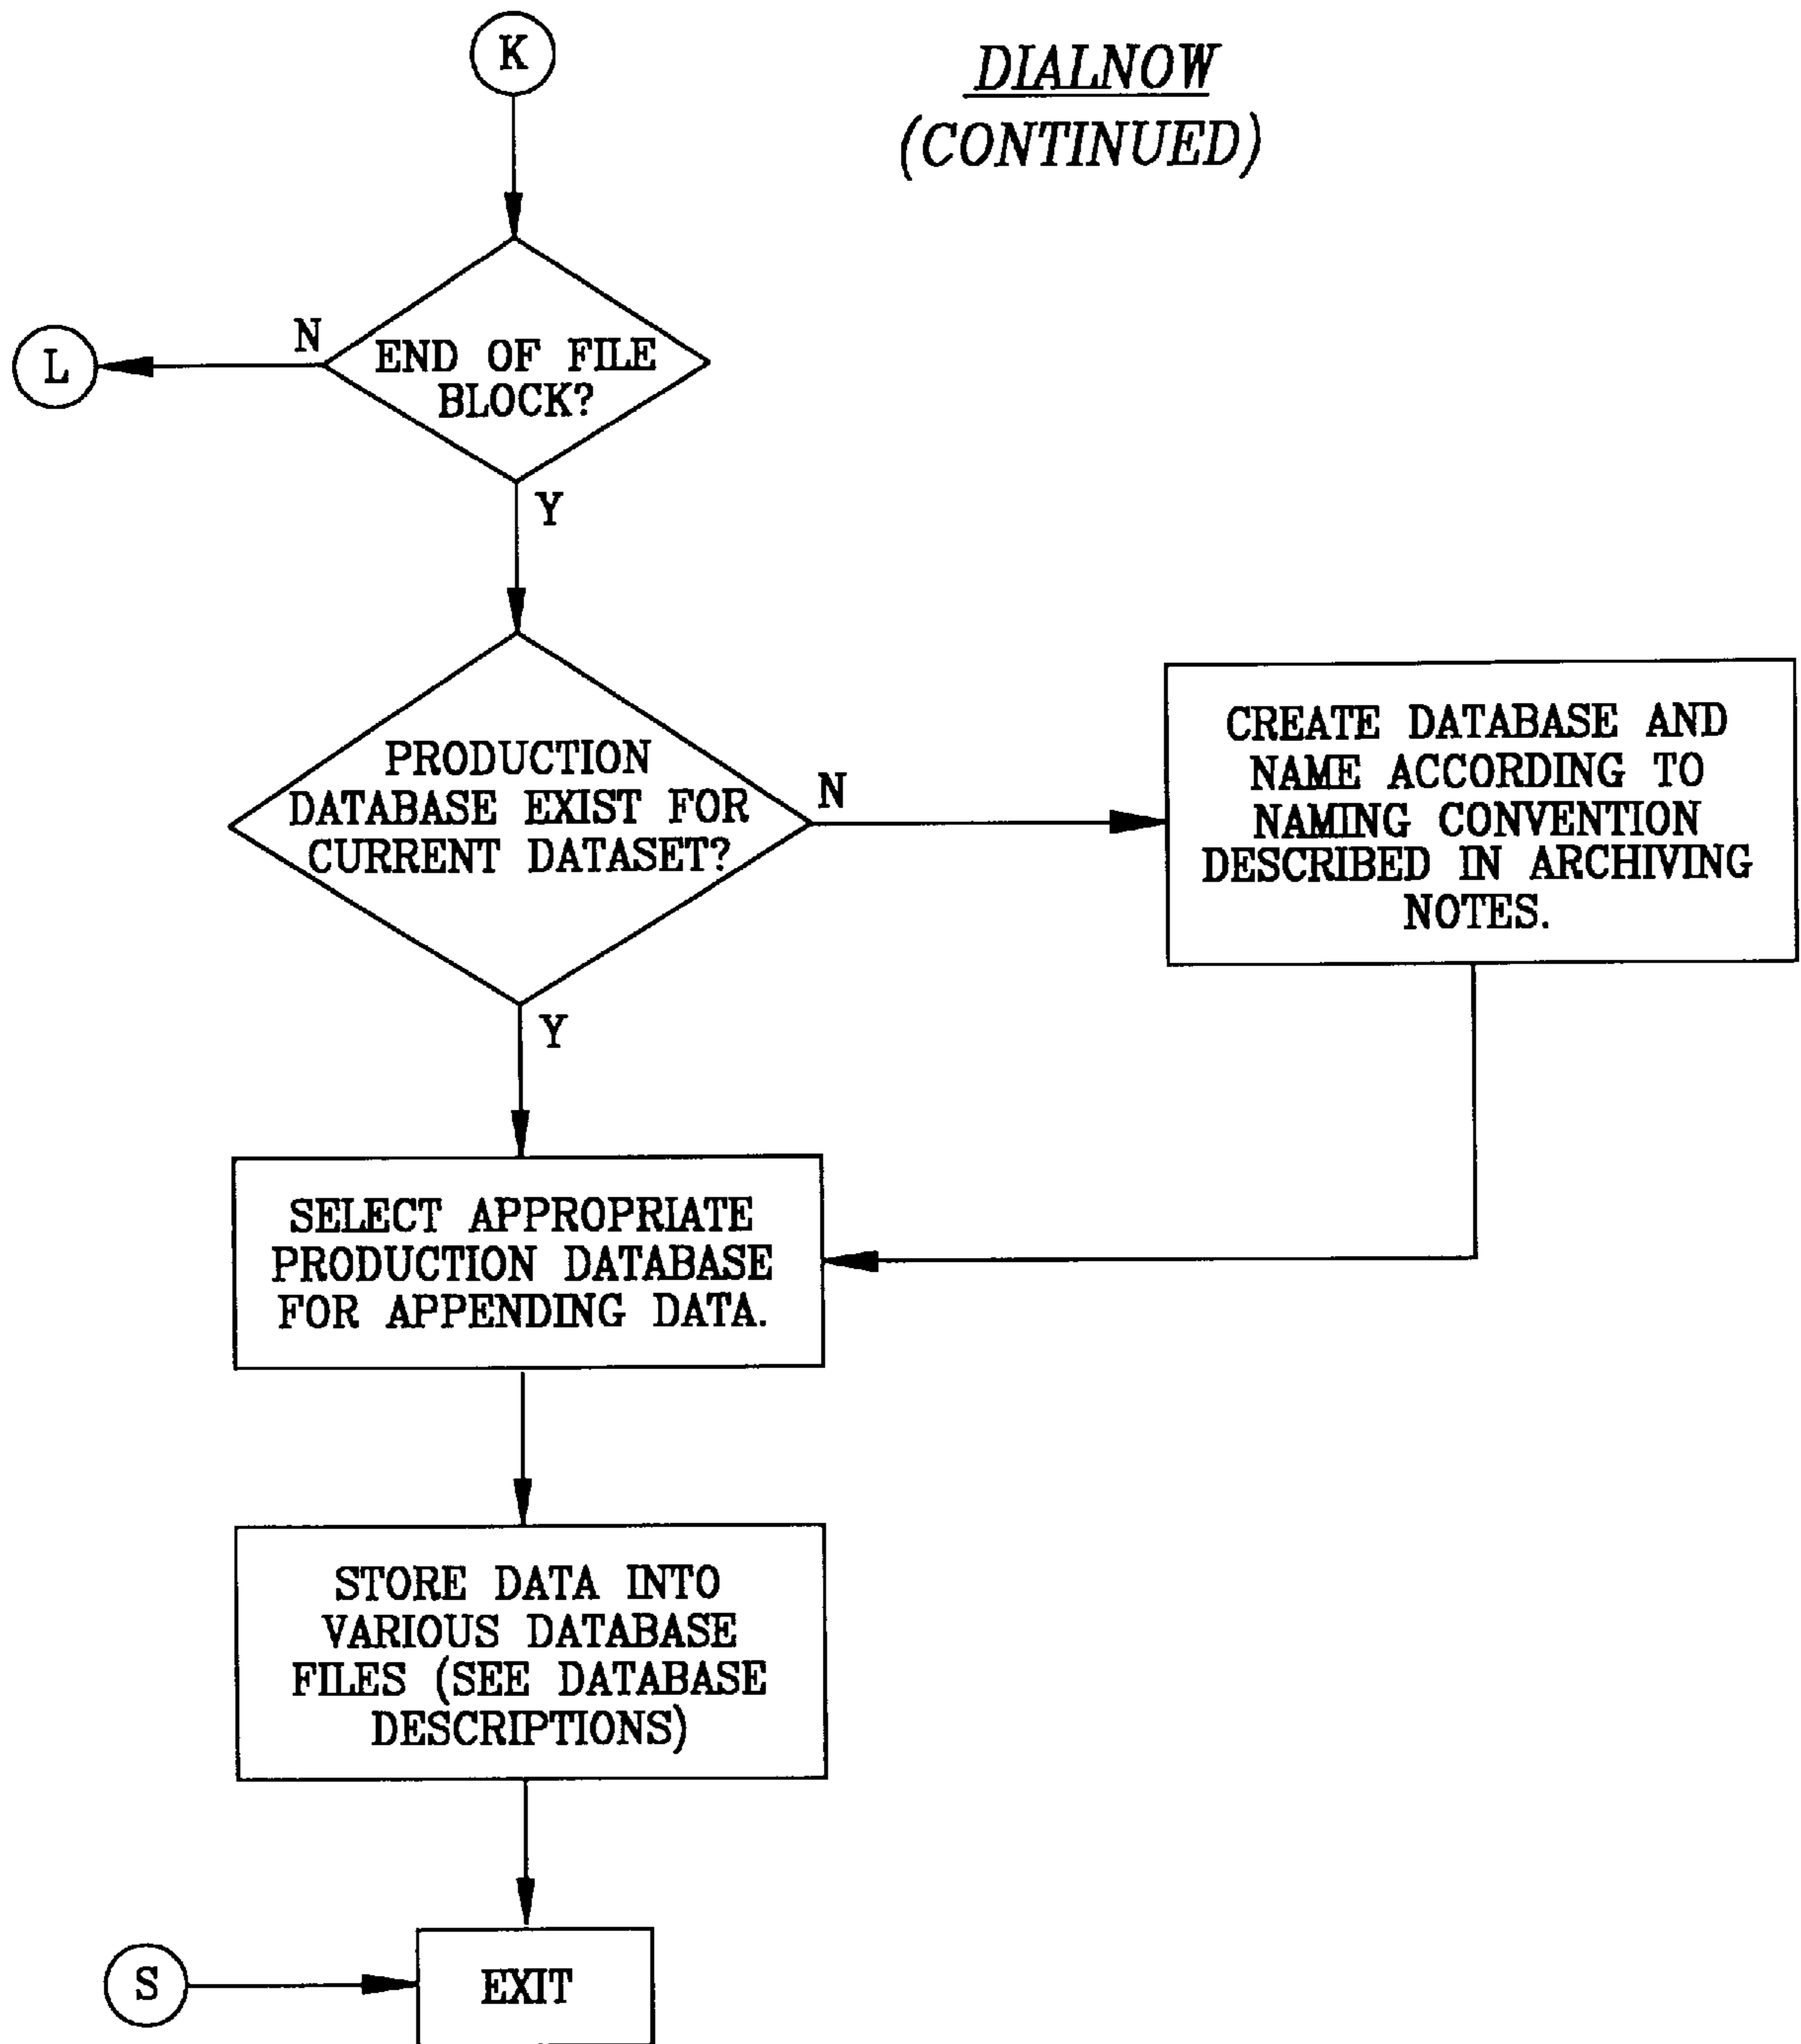 K
DIALNOW
(CONTINUED)
N
L
END OF FILE
BLOCK?
Y
PRODUCTION
DATABASE EXIST FOR
CURRENT DATASET?
N
CREATE DATABASE AND
NAME ACCORDING TO
NAMING CONVENTION
DESCRIBED IN ARCHIVING
NOTES.
Y
SELECT APPROPRIATE
PRODUCTION DATABASE
FOR APPENDING DATA.
STORE DATA INTO
VARIOUS DATABASE
FILES (SEE DATABASE
DESCRIPTIONS)
S
EXIT